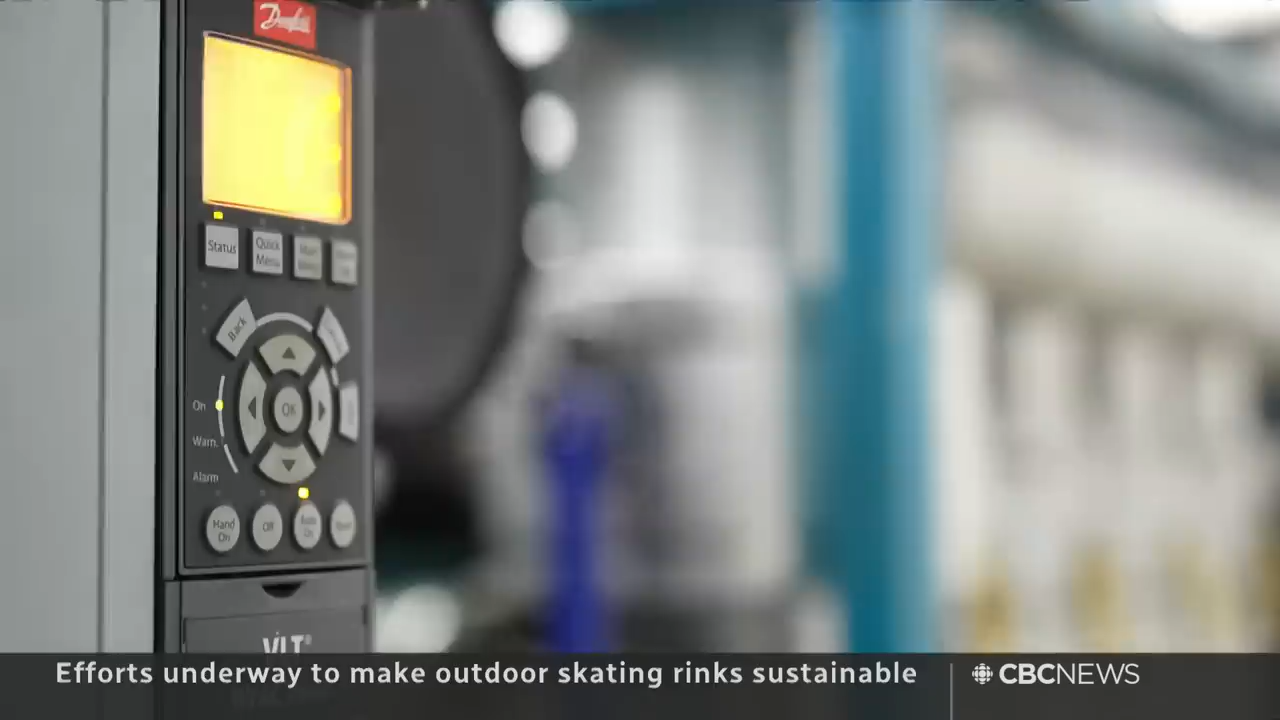 Danfoss
Status
Quick
Menu
Back
OK
On
Warn.
Alarm
Hand
On
Off
Auto
On
VLT®
Efforts underway to make outdoor skating rinks sustainable
CBCNEWS